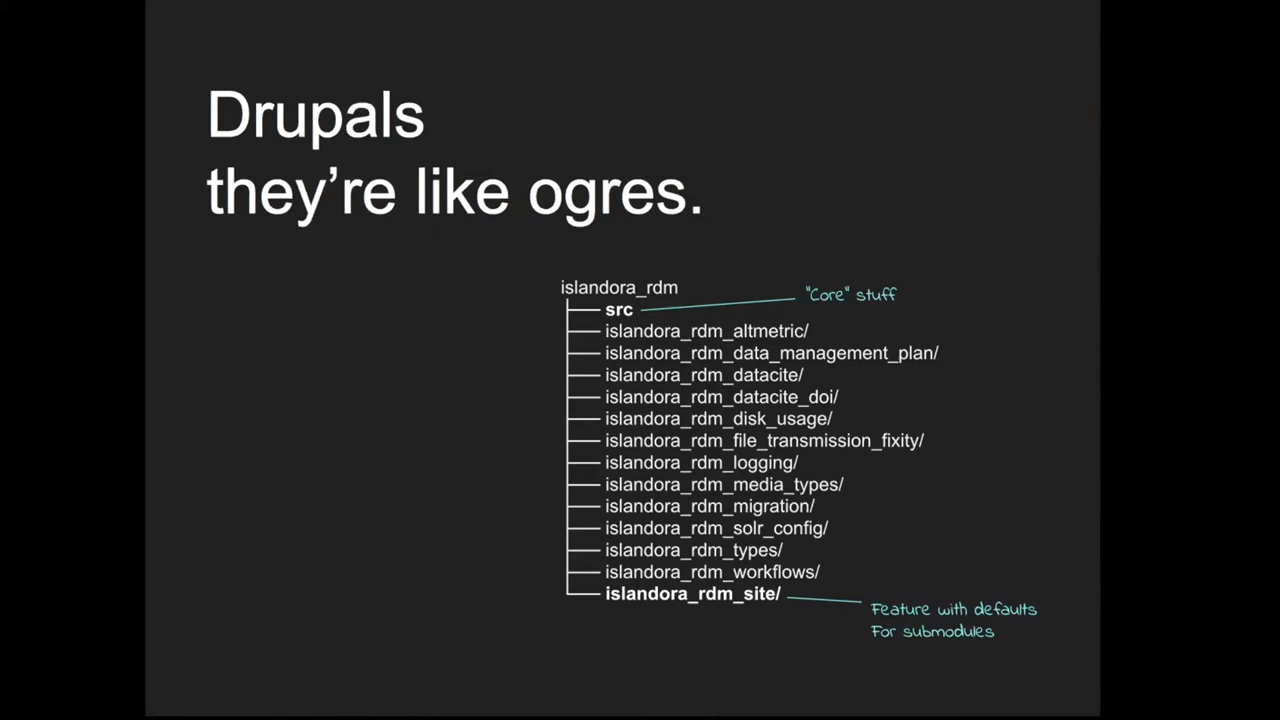 Drupals
they’re like ogres.
islandora_rdm
src
"Core" stuff
islandora_rdm_altmetric/
islandora_rdm_data_management_plan/
islandora_rdm_datacite/
islandora_rdm_datacite_doi/
islandora_rdm_disk_usage/
islandora_rdm_file_transmission_fixity/
islandora_rdm_logging/
islandora_rdm_media_types/
islandora_rdm_migration/
islandora_rdm_solr_config/
islandora_rdm_types/
islandora_rdm_workflows/
islandora_rdm_site/
Feature with defaults
For submodules